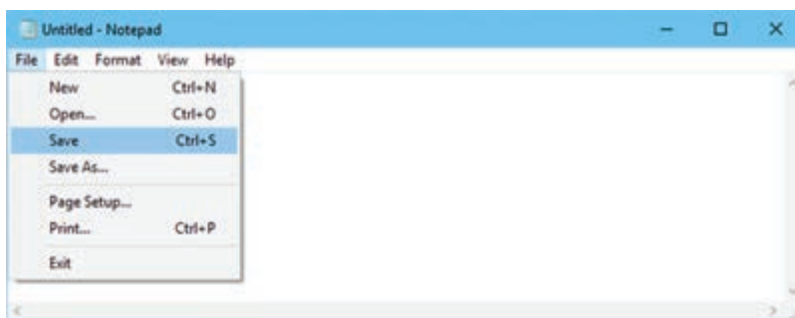 Untitled - Notepad
File Edit Format View Help
New Ctrl+N
Open... Ctrl+O
Save Ctrl+S
Save As...
Page Setup...
Print... Ctrl+P
Exit